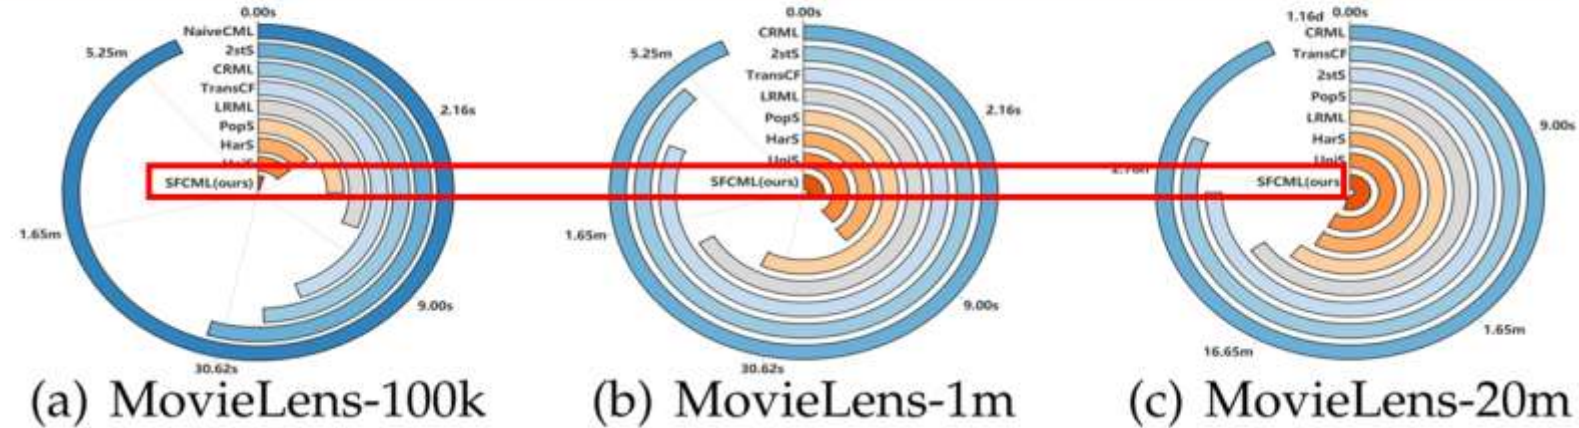 0.00s
NaiveCML
2stS
CRML
TransCF
LRML
PopS
HarS
SFCML(ours)
5.25m
2.16s
1.65m
9.00s
30.62s
(a) MovieLens-100k
0.00s
CRML
2stS
TransCF
LRML
PopS
HarS
UniS
SFCML(ours)
5.25m
2.16s
1.65m
9.00s
30.62s
(b) MovieLens-1m
1.16d 0.00s
CRML
TransCF
2stS
PopS
LRML
HarS
UniS
SFCML(ours
9.00s
16.65m
1.65m
(c) MovieLens-20m